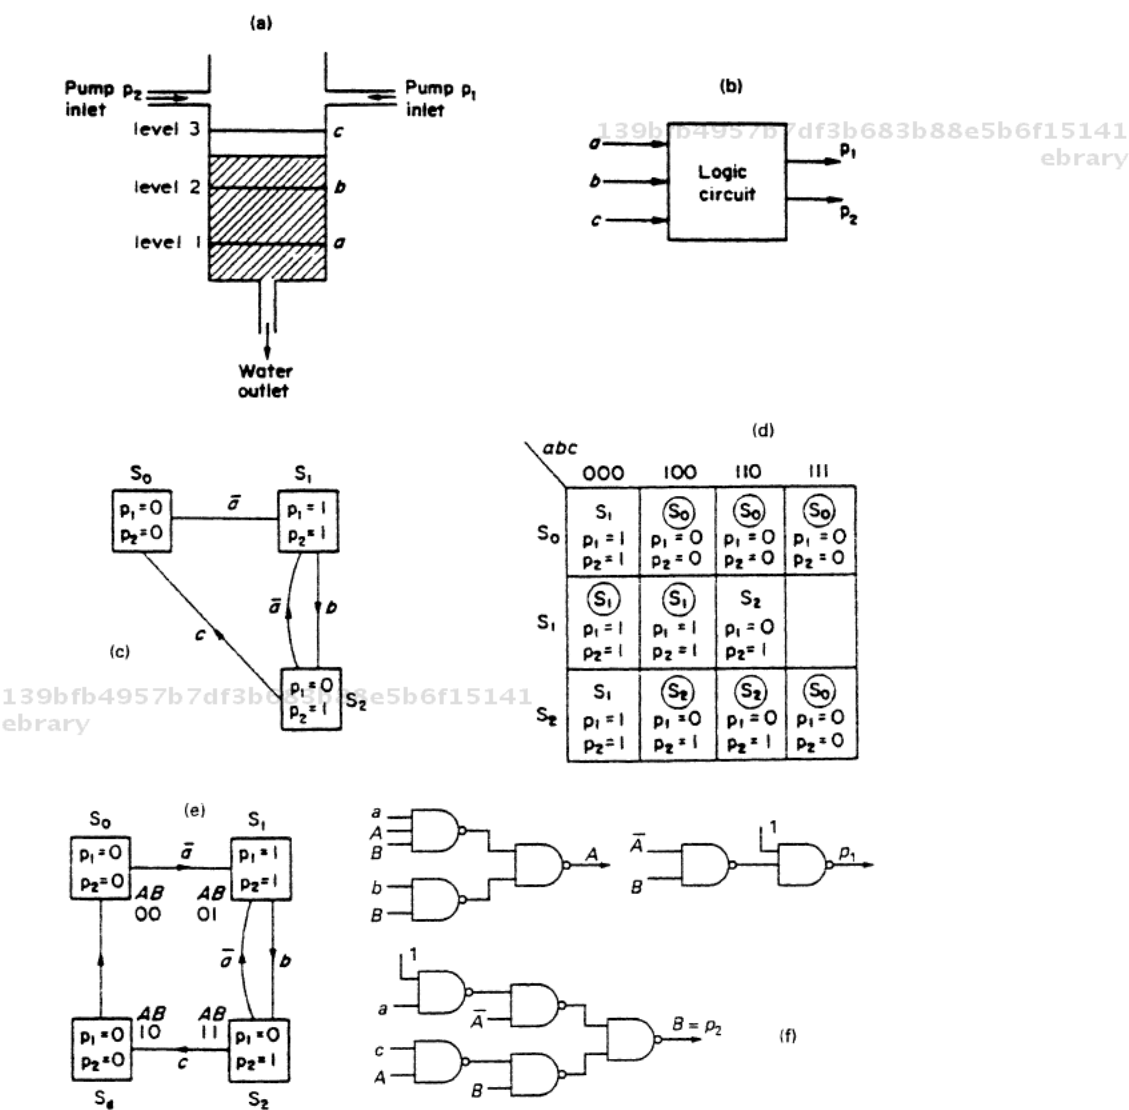 (a)
Pump p₂ inlet
Pump p₁ inlet
level 3 c
level 2 b
level 1 a
Water outlet
(b)
139bfb4957b7df3b683b88e5b6f15141
ebrary
a
b
c
Logic circuit
p₁
p₂
(c)
S₀
p₁=0
p₂=0
a̅
S₁
p₁=1
p₂=1
a̅
b
c
p₁=0
p₂=1
S₂
139bfb4957b7df3b683b88e5b6f15141
ebrary
(d)
abc
000 100 110 111
S₀
S₁ S₀ S₀ S₀
p₁=1 p₁=0 p₁=0 p₁=0
p₂=1 p₂=0 p₂=0 p₂=0
S₁
S₁ S₁ S₂
p₁=1 p₁=1 p₁=0
p₂=1 p₂=1 p₂=1
S₂
S₁ S₂ S₂ S₀
p₁=1 p₁=0 p₁=0 p₁=0
p₂=1 p₂=1 p₂=1 p₂=0
(e)
S₀
p₁=0
p₂=0
a̅
S₁
p₁=1
p₂=1
AB
00
AB
01
a̅
b
AB
10
AB
11
p₁=0
p₂=0
c
p₁=0
p₂=1
S_d
S₂
a
A
B
b
B
A
A̅
B
1
p₁
1
a
A̅
c
A
B
B = p₂
(f)